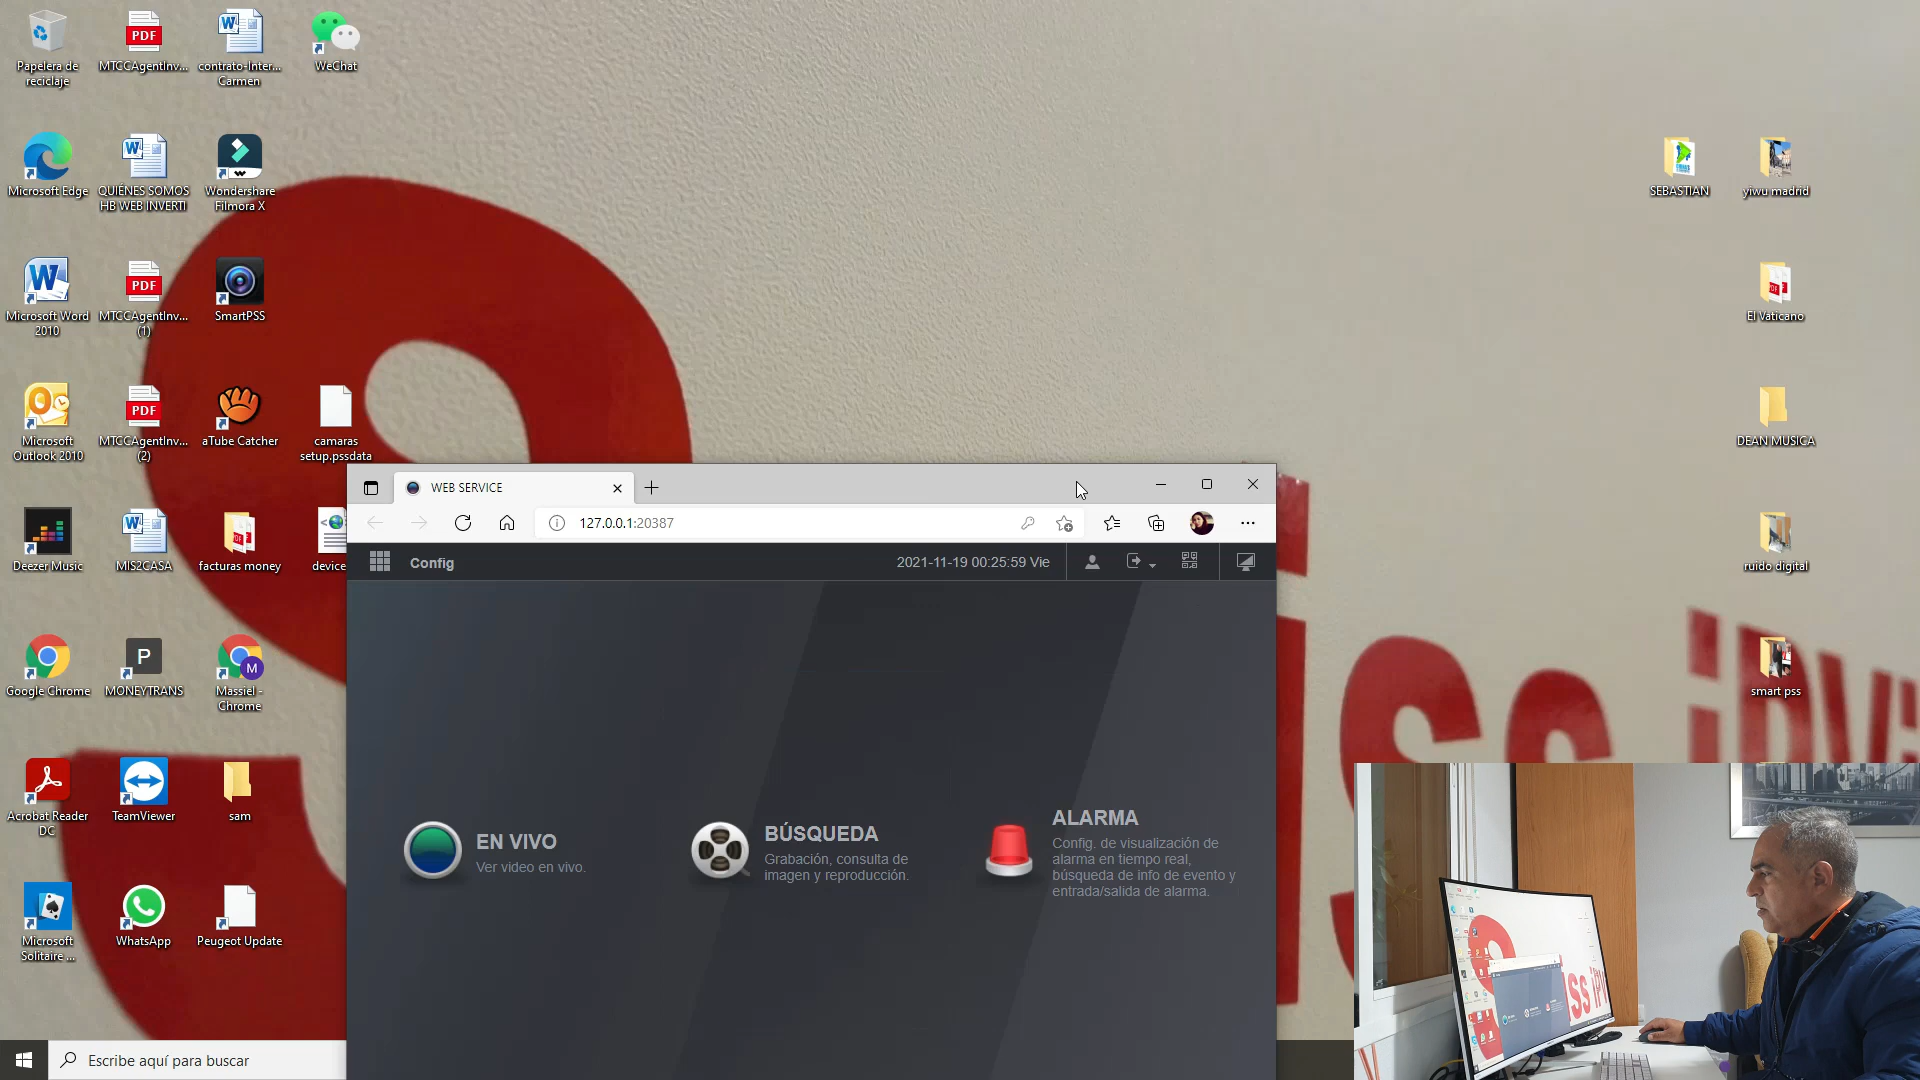 Papelera de
reciclaje
MTCCAgentInv...
contrato-Inter...
Carmen
WeChat
Microsoft Edge
QUIENES SOMOS
HB WEB INVERTI
Wondershare
Filmora X
SEBASTIAN
yiwu madrid
Microsoft Word
2010
MTCCAgentInv...
(1)
SmartPSS
El Vaticano
Microsoft
Outlook 2010
MTCCAgentInv...
(2)
aTube Catcher
camaras
setup.pssdata
DEAN MUSICA
WEB SERVICE
127.0.0.1:20387
Deezer Music
MIS2CASA
facturas money
device
ruido digital
Config
2021-11-19 00:25:59 Vie
Google Chrome
MONEYTRANS
Massiel -
Chrome
smart pss
Acrobat Reader
DC
TeamViewer
sam
EN VIVO
Ver video en vivo.
BÚSQUEDA
Grabación, consulta de
imagen y reproducción.
ALARMA
Config. de visualización de
alarma en tiempo real,
búsqueda de info de evento y
entrada/salida de alarma.
Microsoft
Solitaire ...
WhatsApp
Peugeot Update
Escribe aquí para buscar